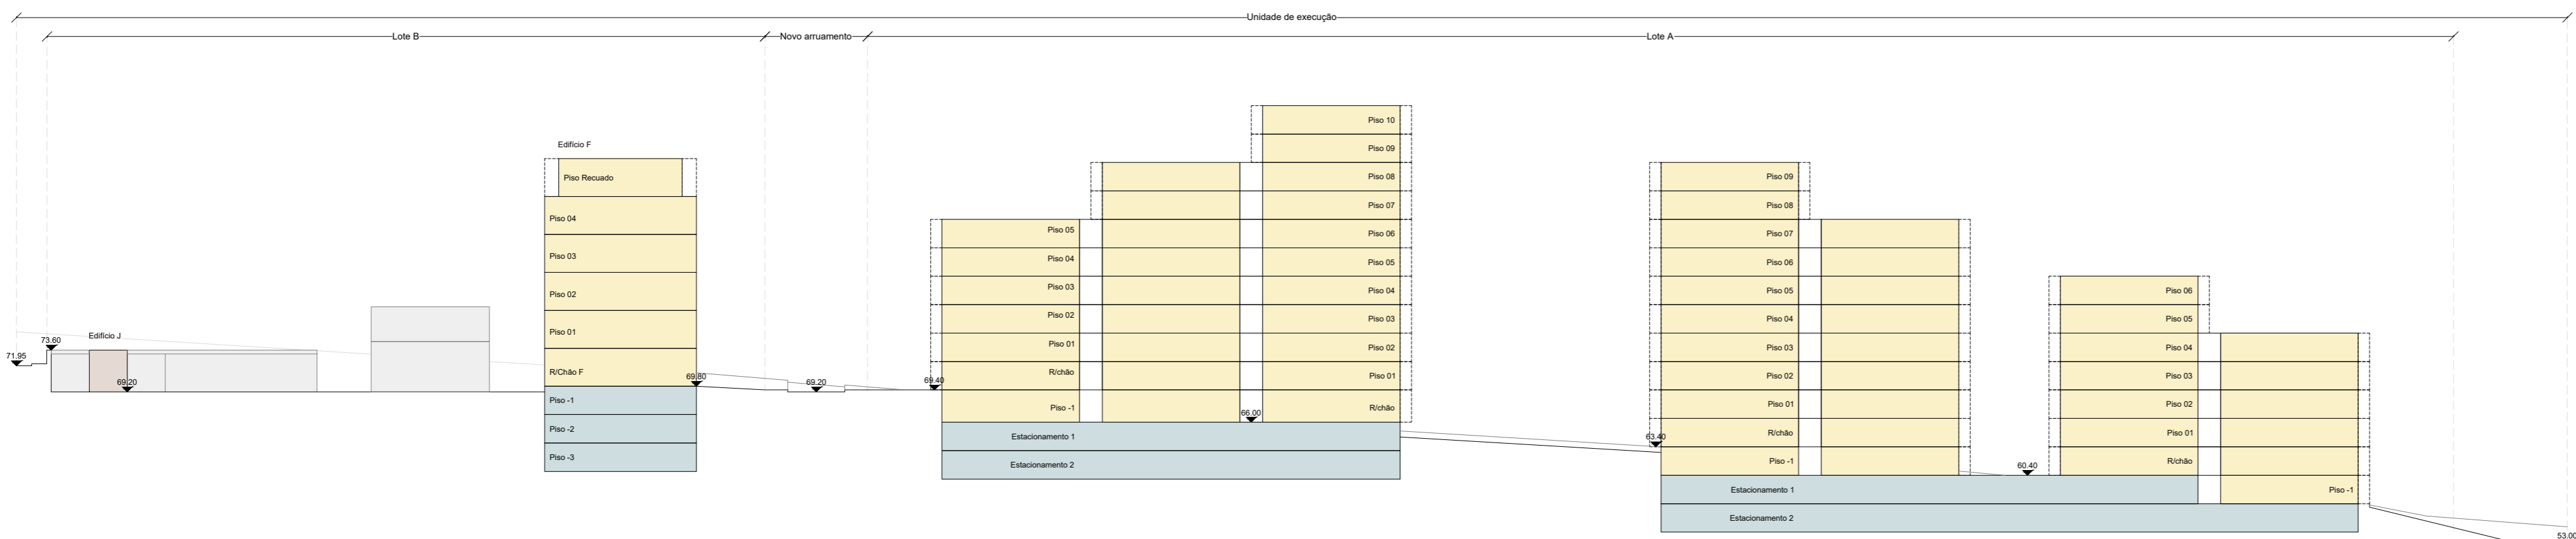 Unidade de execução
Lote B
Novo arruamento
Lote A
71.95
73.60
Edifício J
69.20
Edifício F
Piso Recuado
Piso 04
Piso 03
Piso 02
Piso 01
R/Chão F
Piso -1
Piso -2
Piso -3
69.80
69.20
69.40
Piso 05
Piso 04
Piso 03
Piso 02
Piso 01
R/chão
Piso -1
66.00
Piso 10
Piso 09
Piso 08
Piso 07
Piso 06
Piso 05
Piso 04
Piso 03
Piso 02
Piso 01
R/chão
Estacionamento 1
Estacionamento 2
63.40
Piso 09
Piso 08
Piso 07
Piso 06
Piso 05
Piso 04
Piso 03
Piso 02
Piso 01
R/chão
Piso -1
60.40
Piso 06
Piso 05
Piso 04
Piso 03
Piso 02
Piso 01
R/chão
Piso -1
Estacionamento 1
Estacionamento 2
53.00